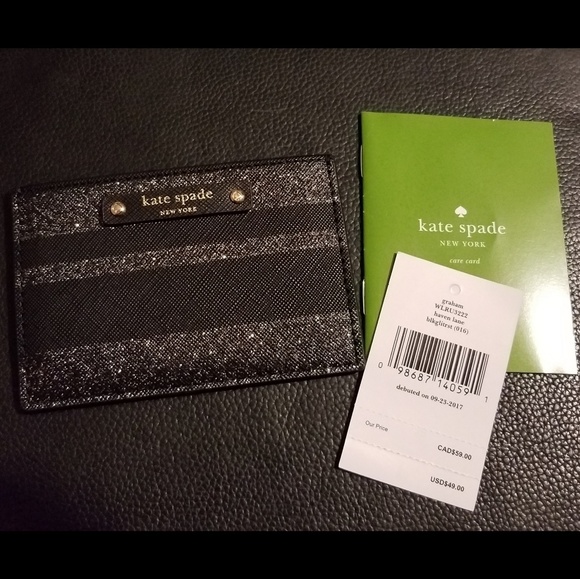 kate spade
NEW YORK
kate spade
NEW YORK
care card
graham
WLRU5222
haven lane
blkglitrst (016)
0 98687 14059 1
debuted on 09-23-2017
Our Price
CAD$59.00
USD$49.00